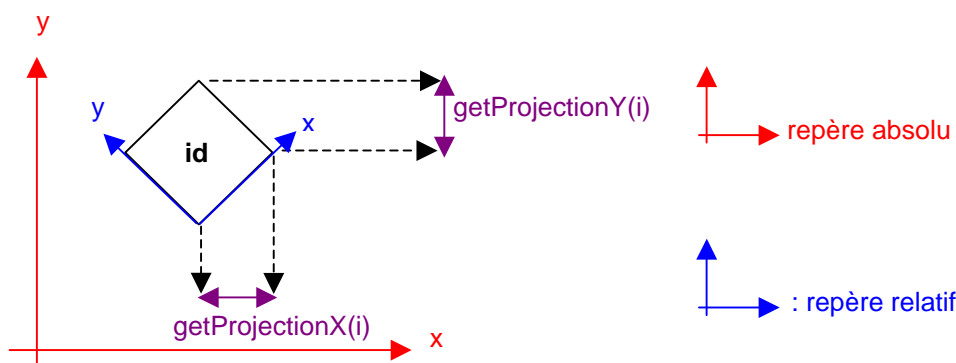 y
y
x
id
getProjectionY(i)
repère absolu
getProjectionX(i)
x
: repère relatif